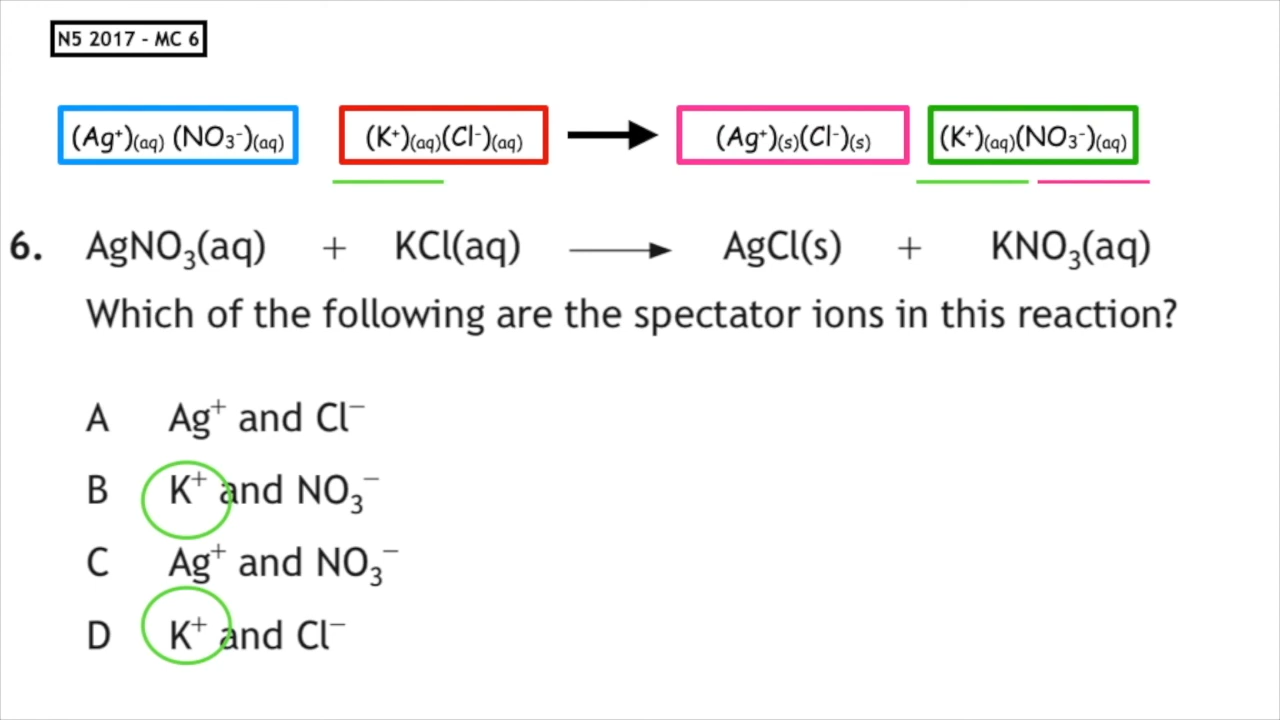 N5 2017 - MC 6
(Ag⁺)₍aq₎ (NO₃⁻)₍aq₎ (K⁺)₍aq₎(Cl⁻)₍aq₎ → (Ag⁺)₍s₎(Cl⁻)₍s₎ (K⁺)₍aq₎(NO₃⁻)₍aq₎
6. AgNO₃(aq) + KCl(aq) → AgCl(s) + KNO₃(aq)
Which of the following are the spectator ions in this reaction?
A Ag⁺ and Cl⁻
B K⁺ and NO₃⁻
C Ag⁺ and NO₃⁻
D K⁺ and Cl⁻